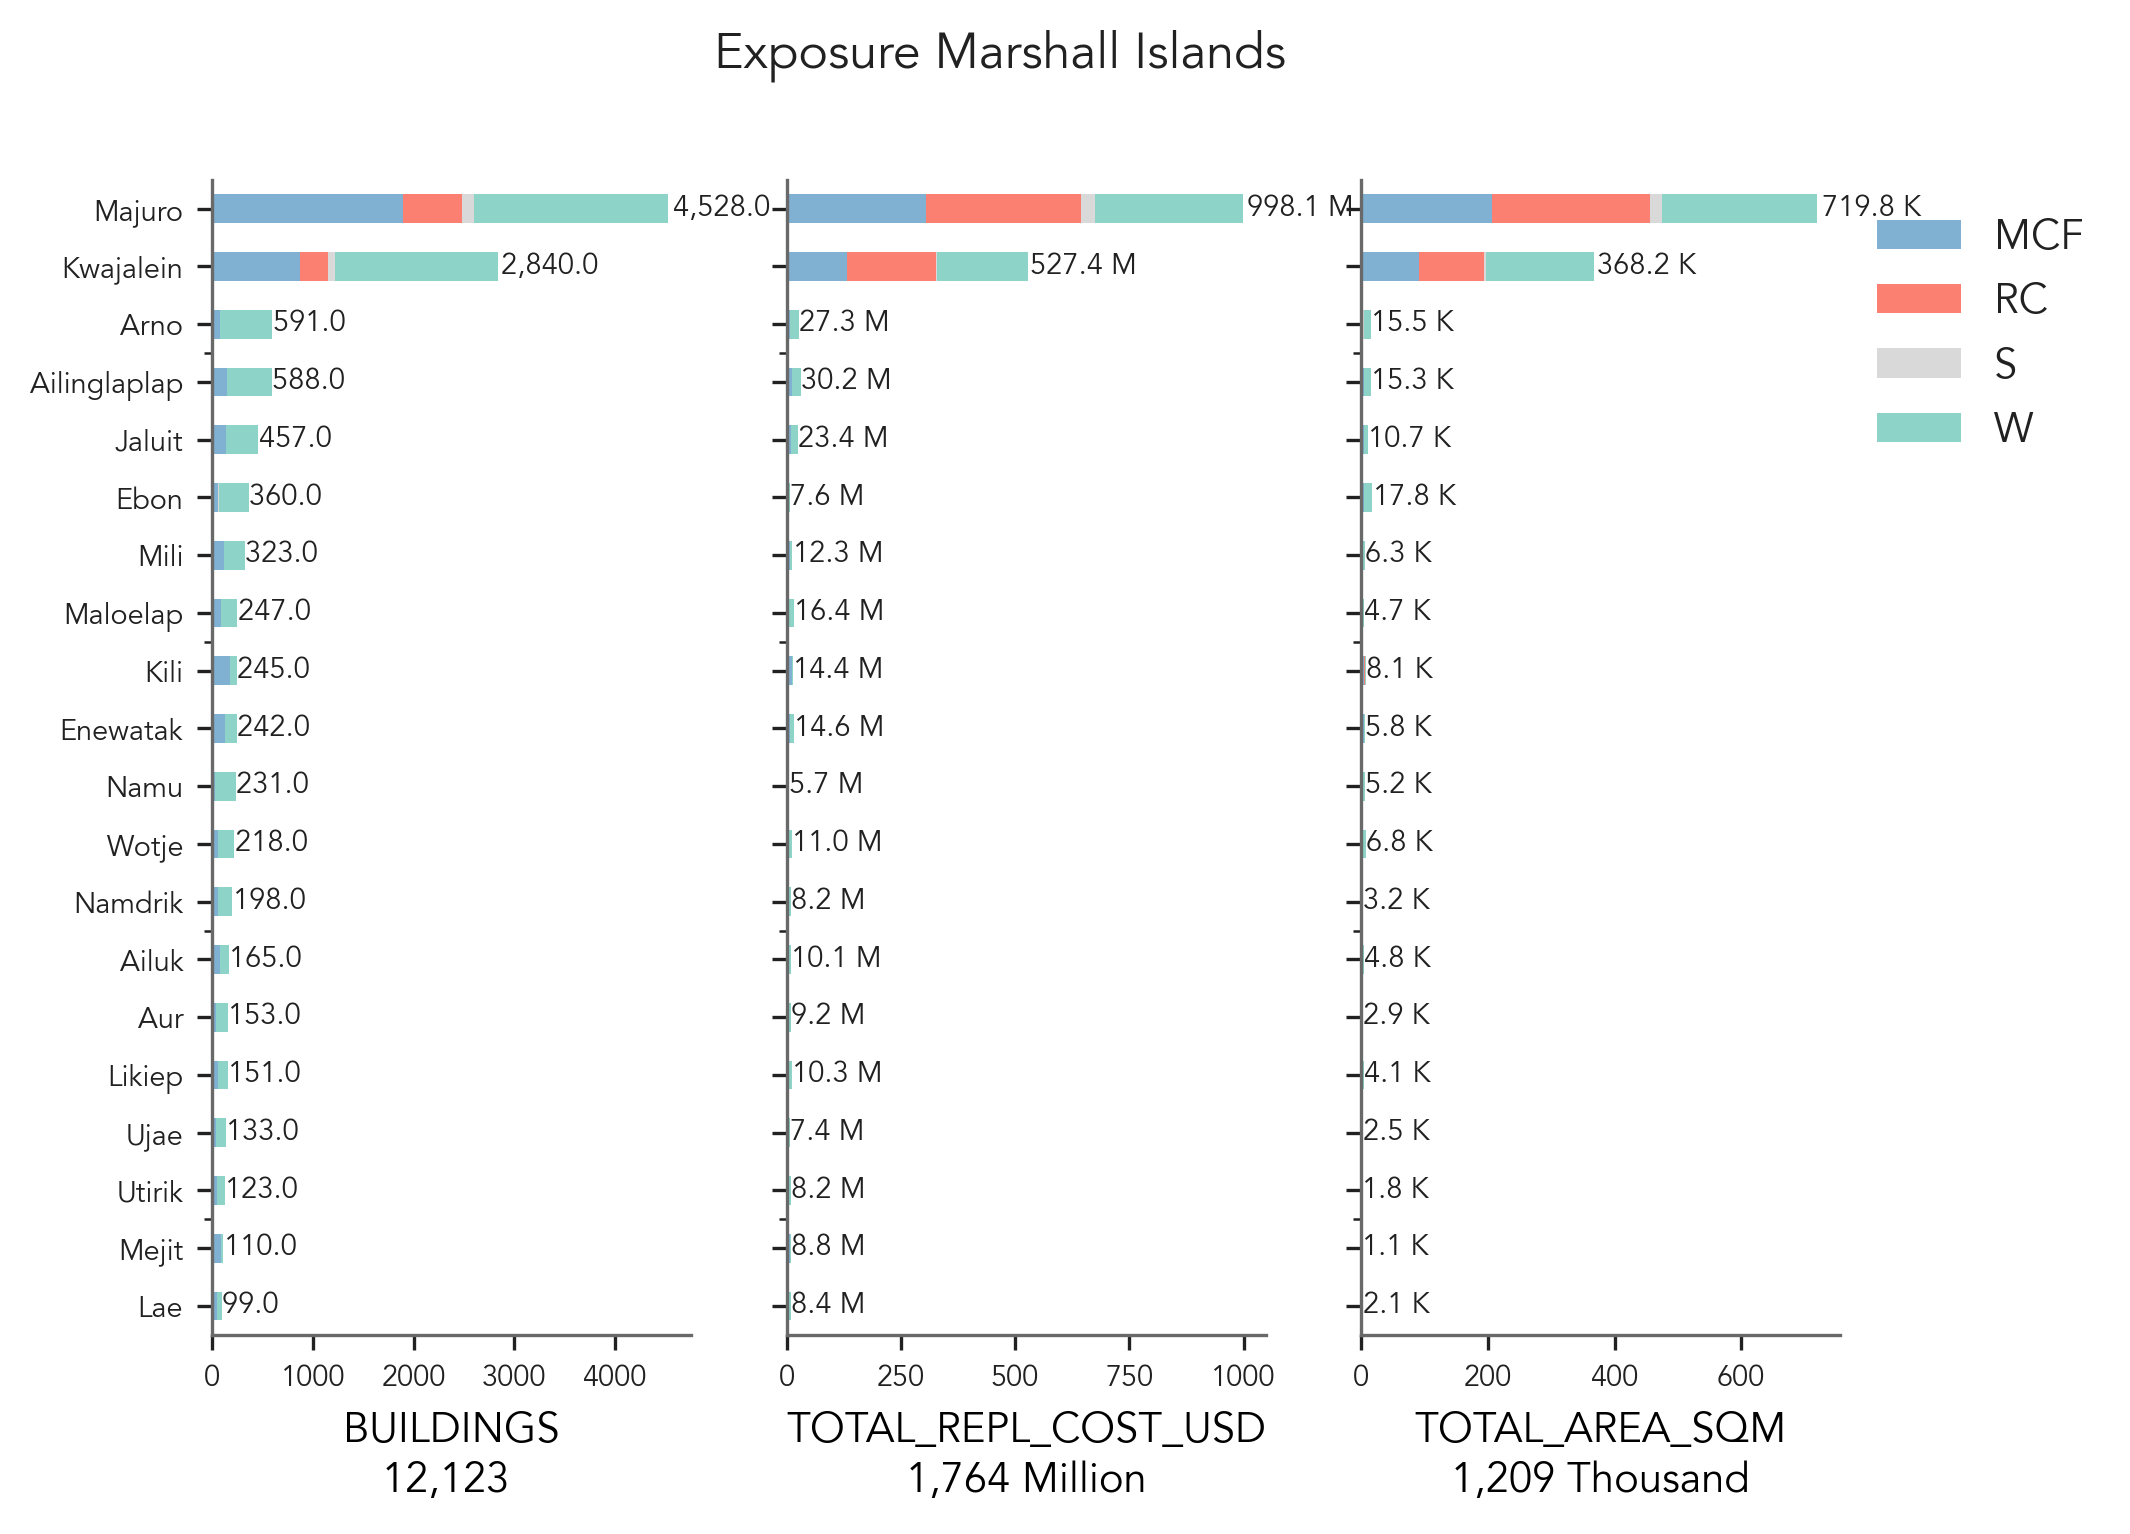 Exposure Marshall Islands
Majuro 4,528.0 998.1 M 719.8 K
Kwajalein 2,840.0 527.4 M 368.2 K
Arno 591.0 27.3 M 15.5 K
Ailinglaplap 588.0 30.2 M 15.3 K
Jaluit 457.0 23.4 M 10.7 K
Ebon 360.0 7.6 M 17.8 K
Mili 323.0 12.3 M 6.3 K
Maloelap 247.0 16.4 M 4.7 K
Kili 245.0 14.4 M 8.1 K
Enewatak 242.0 14.6 M 5.8 K
Namu 231.0 5.7 M 5.2 K
Wotje 218.0 11.0 M 6.8 K
Namdrik 198.0 8.2 M 3.2 K
Ailuk 165.0 10.1 M 4.8 K
Aur 153.0 9.2 M 2.9 K
Likiep 151.0 10.3 M 4.1 K
Ujae 133.0 7.4 M 2.5 K
Utirik 123.0 8.2 M 1.8 K
Mejit 110.0 8.8 M 1.1 K
Lae 99.0 8.4 M 2.1 K
0 1000 2000 3000 4000 0 250 500 750 1000 0 200 400 600
BUILDINGS TOTAL_REPL_COST_USD TOTAL_AREA_SQM
12,123 1,764 Million 1,209 Thousand
MCF
RC
S
W